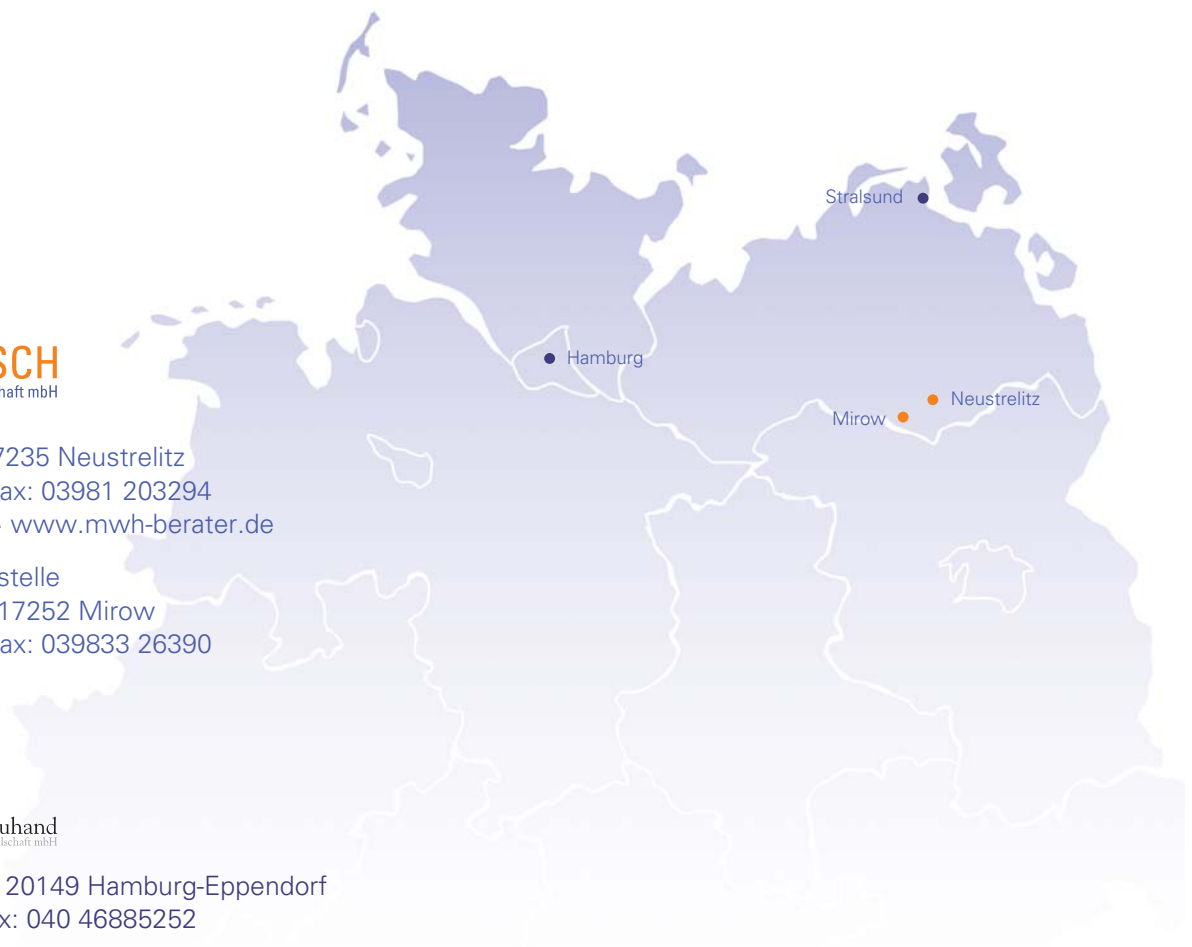 Stralsund
Hamburg
Neustrelitz
Mirow
SCH
haft mbH
7235 Neustrelitz
ax: 03981 203294
www.mwh-berater.de
stelle
17252 Mirow
ax: 039833 26390
uhand
lschaft mbH
20149 Hamburg-Eppendorf
x: 040 46885252